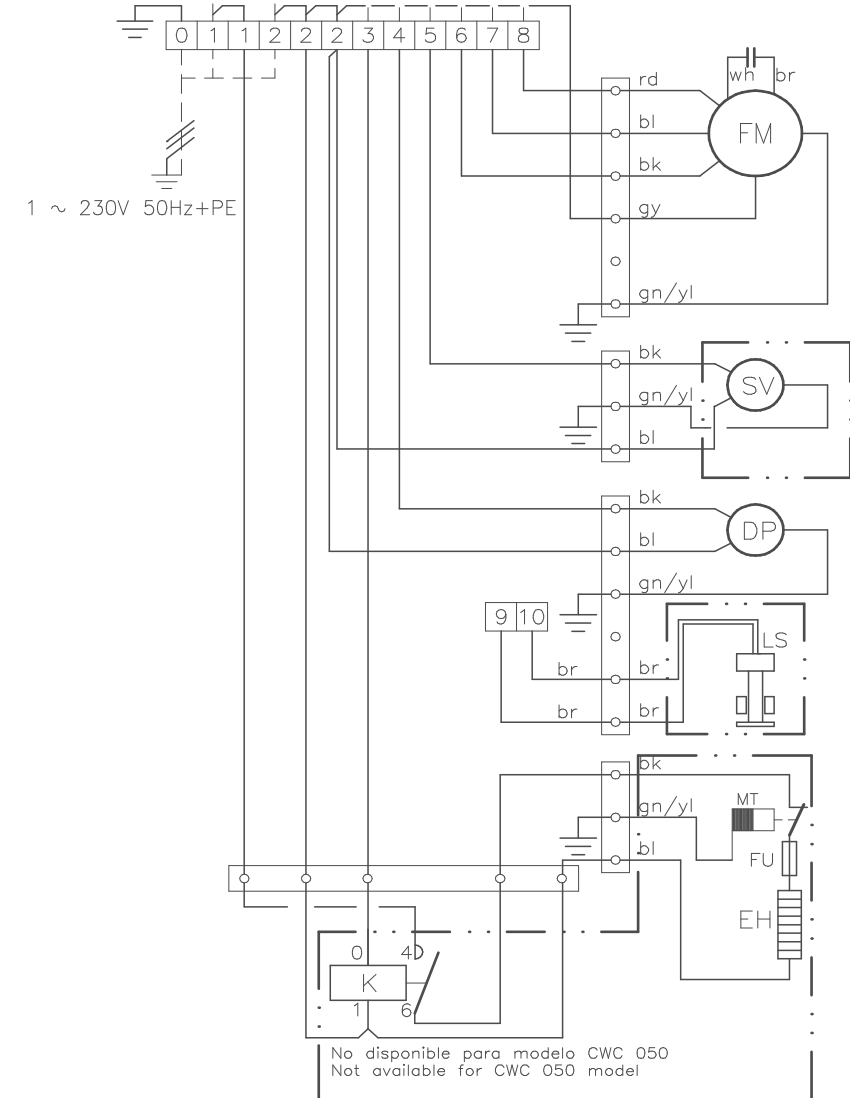 0 1 1 2 2 2 3 4 5 6 7 8
wh br
rd
FM
bl
bk
1 ~ 230V 50Hz+PE
gy
gn/yl
bk
SV
gn/yl
bl
bk
DP
bl
gn/yl
9 10
LS
br br
br br
bk
MT
gn/yl
bl
FU
EH
0 4
K
1 6
No disponible para modelo CWC 050
Not available for CWC 050 model